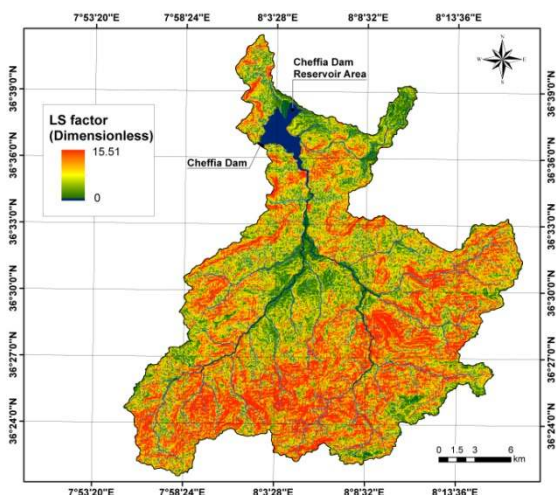 7°53'20"E 7°58'24"E 8°3'28"E 8°8'32"E 8°13'36"E
N
W E
S
Cheffia Dam
Reservoir Area
LS factor
(Dimensionless)
15.51
0
Cheffia Dam
36°39'0"N
36°36'0"N
36°33'0"N
36°30'0"N
36°27'0"N
36°24'0"N
36°39'0"N
36°33'0"N
36°30'0"N
36°27'0"N
36°24'0"N
0 1.5 3 6
km
7°53'20"E 7°58'24"E 8°3'28"E 8°8'32"E 8°13'36"E